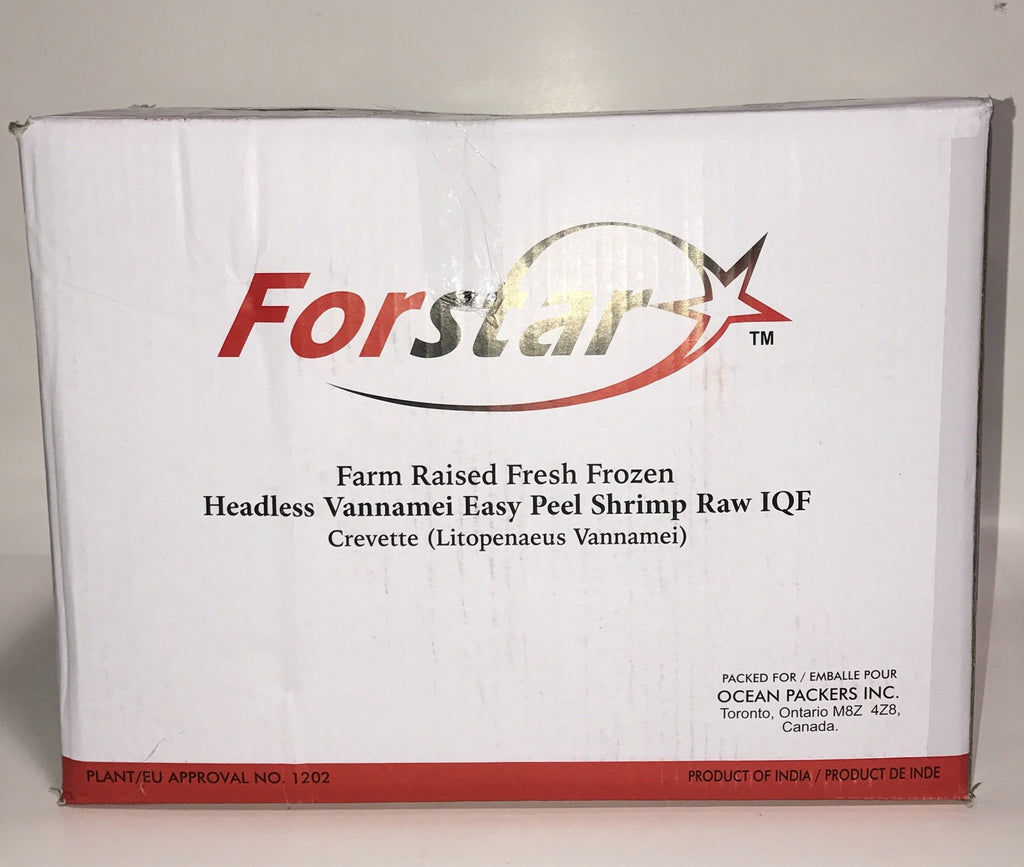 Forstar
TM
Farm Raised Fresh Frozen
Headless Vannamei Easy Peel Shrimp Raw IQF
Crevette (Litopenaeus Vannamei)
PACKED FOR / EMBALLE POUR
OCEAN PACKERS INC.
Toronto, Ontario M8Z 4Z8,
Canada.
PLANT/EU APPROVAL NO. 1202
PRODUCT OF INDIA / PRODUCT DE INDE